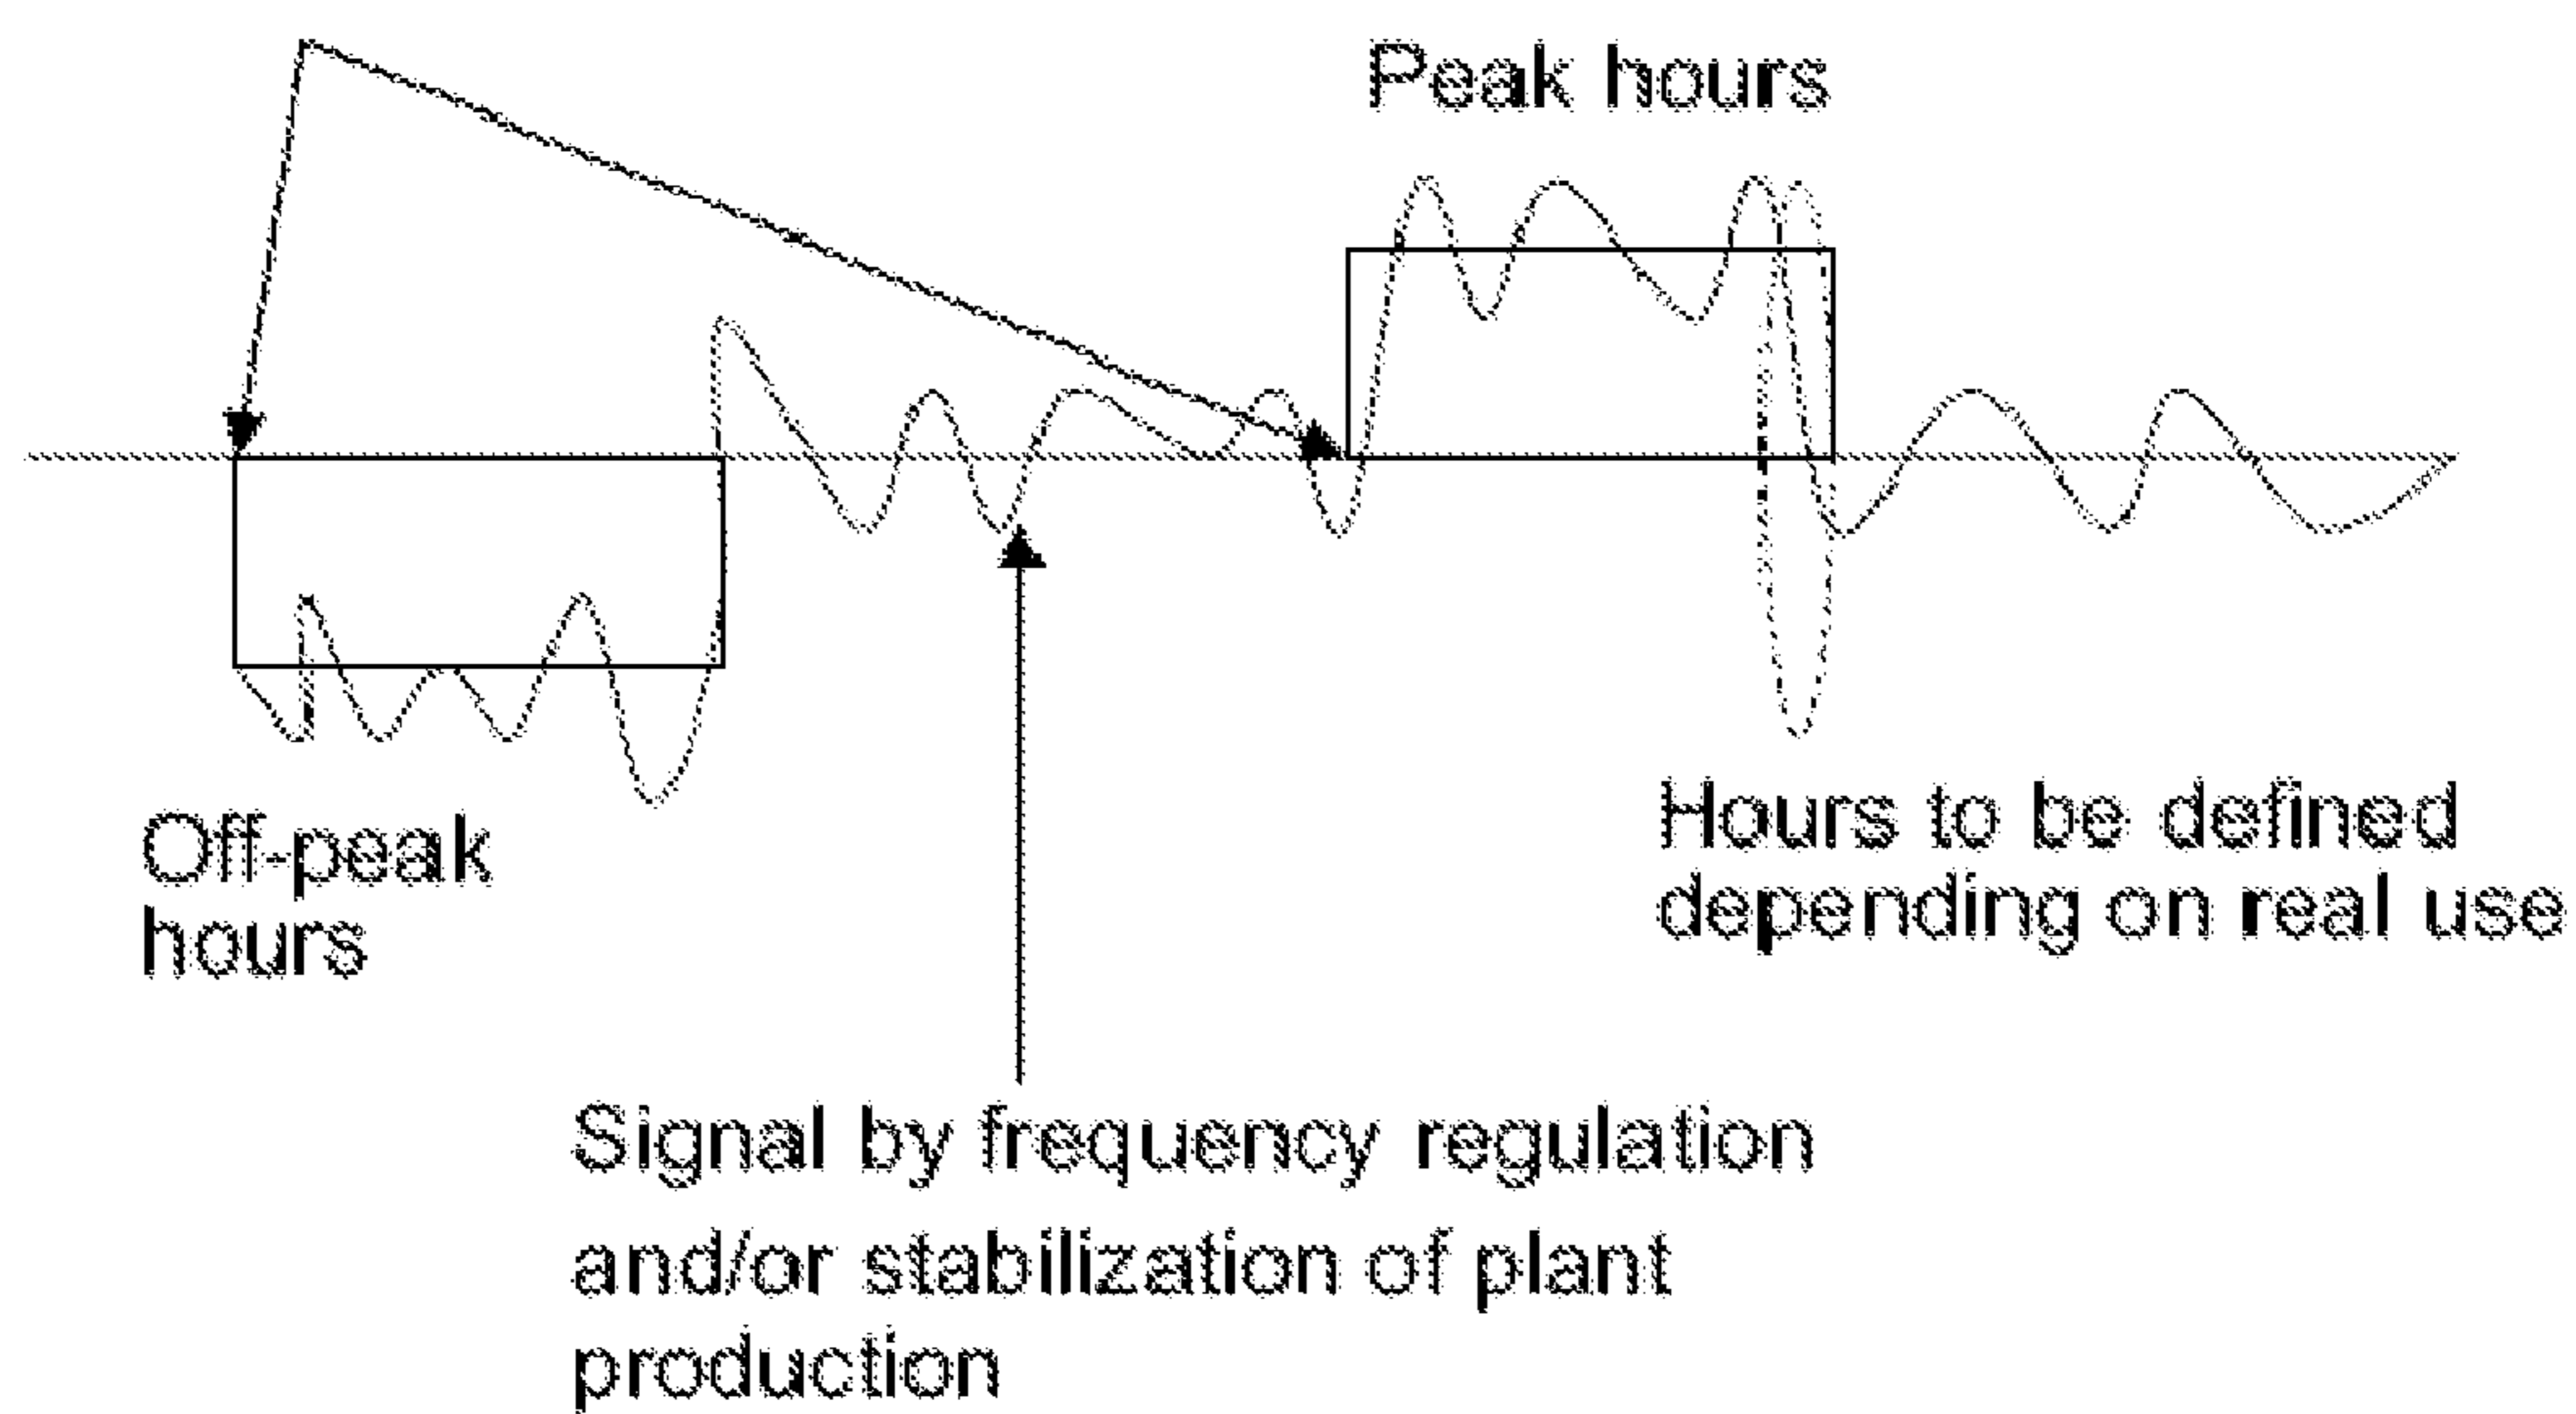 Peak hours
Off-peak
hours
Hours to be defined
depending on real use
Signal by frequency regulation
and/or stabilization of plant
production